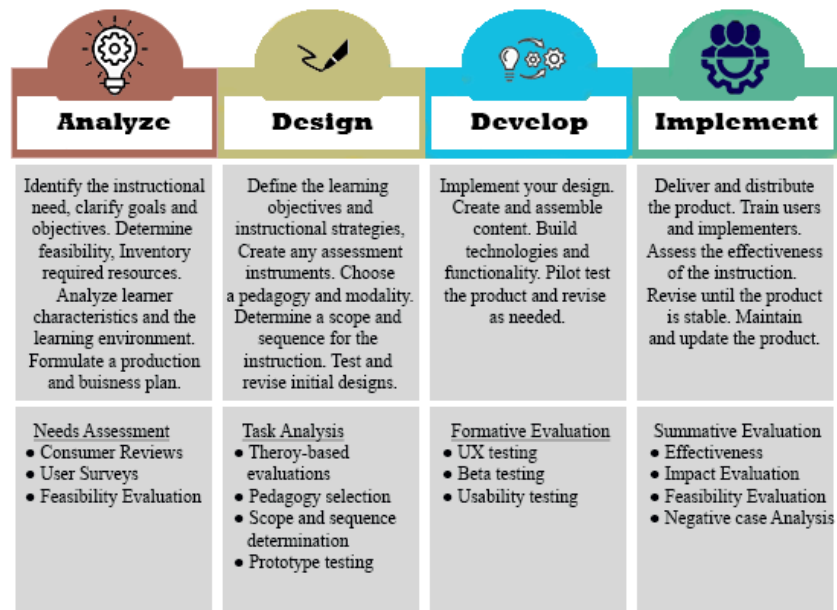 Analyze
Design
Develop
Implement
Identify the instructional
need, clarify goals and
objectives. Determine
feasibility, Inventory
required resources.
Analyze learner
characteristics and the
learning environment.
Formulate a production
and buisness plan.
Define the learning
objectives and
instructional strategies,
Create any assessment
instruments. Choose
a pedagogy and modality.
Determine a scope and
sequence for the
instruction. Test and
revise initial designs.
Implement your design.
Create and assemble
content. Build
technologies and
functionality. Pilot test
the product and revise
as needed.
Deliver and distribute
the product. Train users
and implementers.
Assess the effectiveness
of the instruction.
Revise until the product
is stable. Maintain
and update the product.
Needs Assessment
● Consumer Reviews
● User Surveys
● Feasibility Evaluation
Task Analysis
● Theroy-based
evaluations
● Pedagogy selection
● Scope and sequence
determination
● Prototype testing
Formative Evaluation
● UX testing
● Beta testing
● Usability testing
Summative Evaluation
● Effectiveness
● Impact Evaluation
● Feasibility Evaluation
● Negative case Analysis